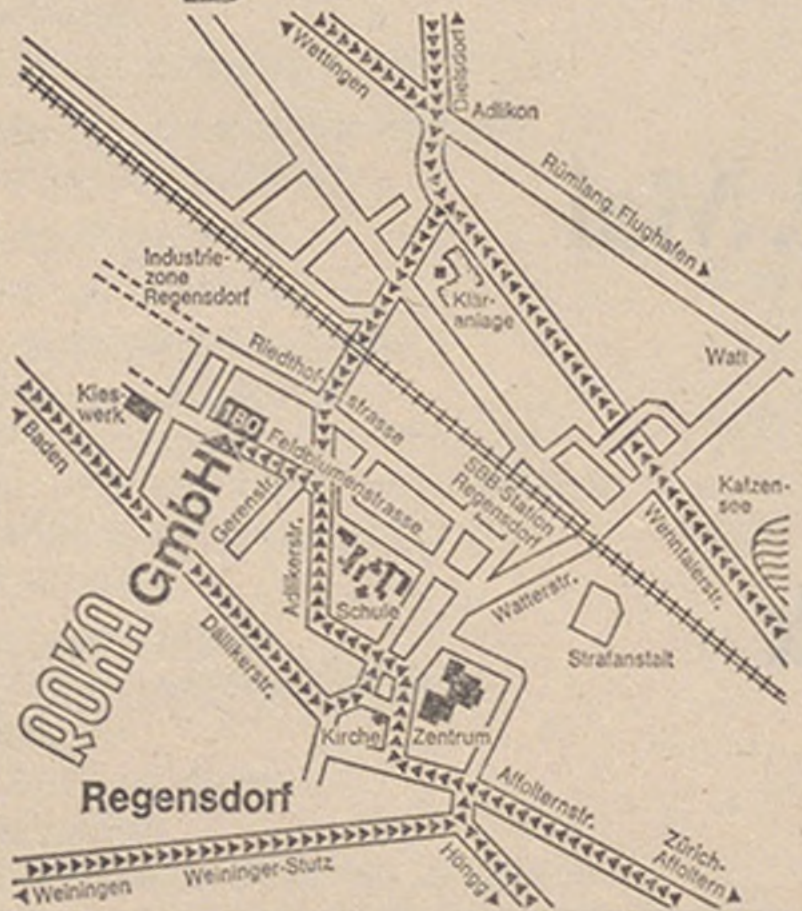 Wettingen
Dielsdorf
Adlikon
Rümlang, Flughafen
Industrie-
zone
Regensdorf
Klär-
anlage
Watt
Riedthof-
strasse
Kies-
werk
180
Feldblumenstrasse
Baden
SBB-Station
Regensdorf
Katzen-
see
Gerenstr.
Wehntalerstr.
ROKA GmbH
Adlikerstr.
Schule
Watterstr.
Strafanstalt
Dällikerstr.
Kirche
Zentrum
Regensdorf
Affolternstr.
Zürich-
Affoltern
Weininger-Stutz
Weiningen
Höngg